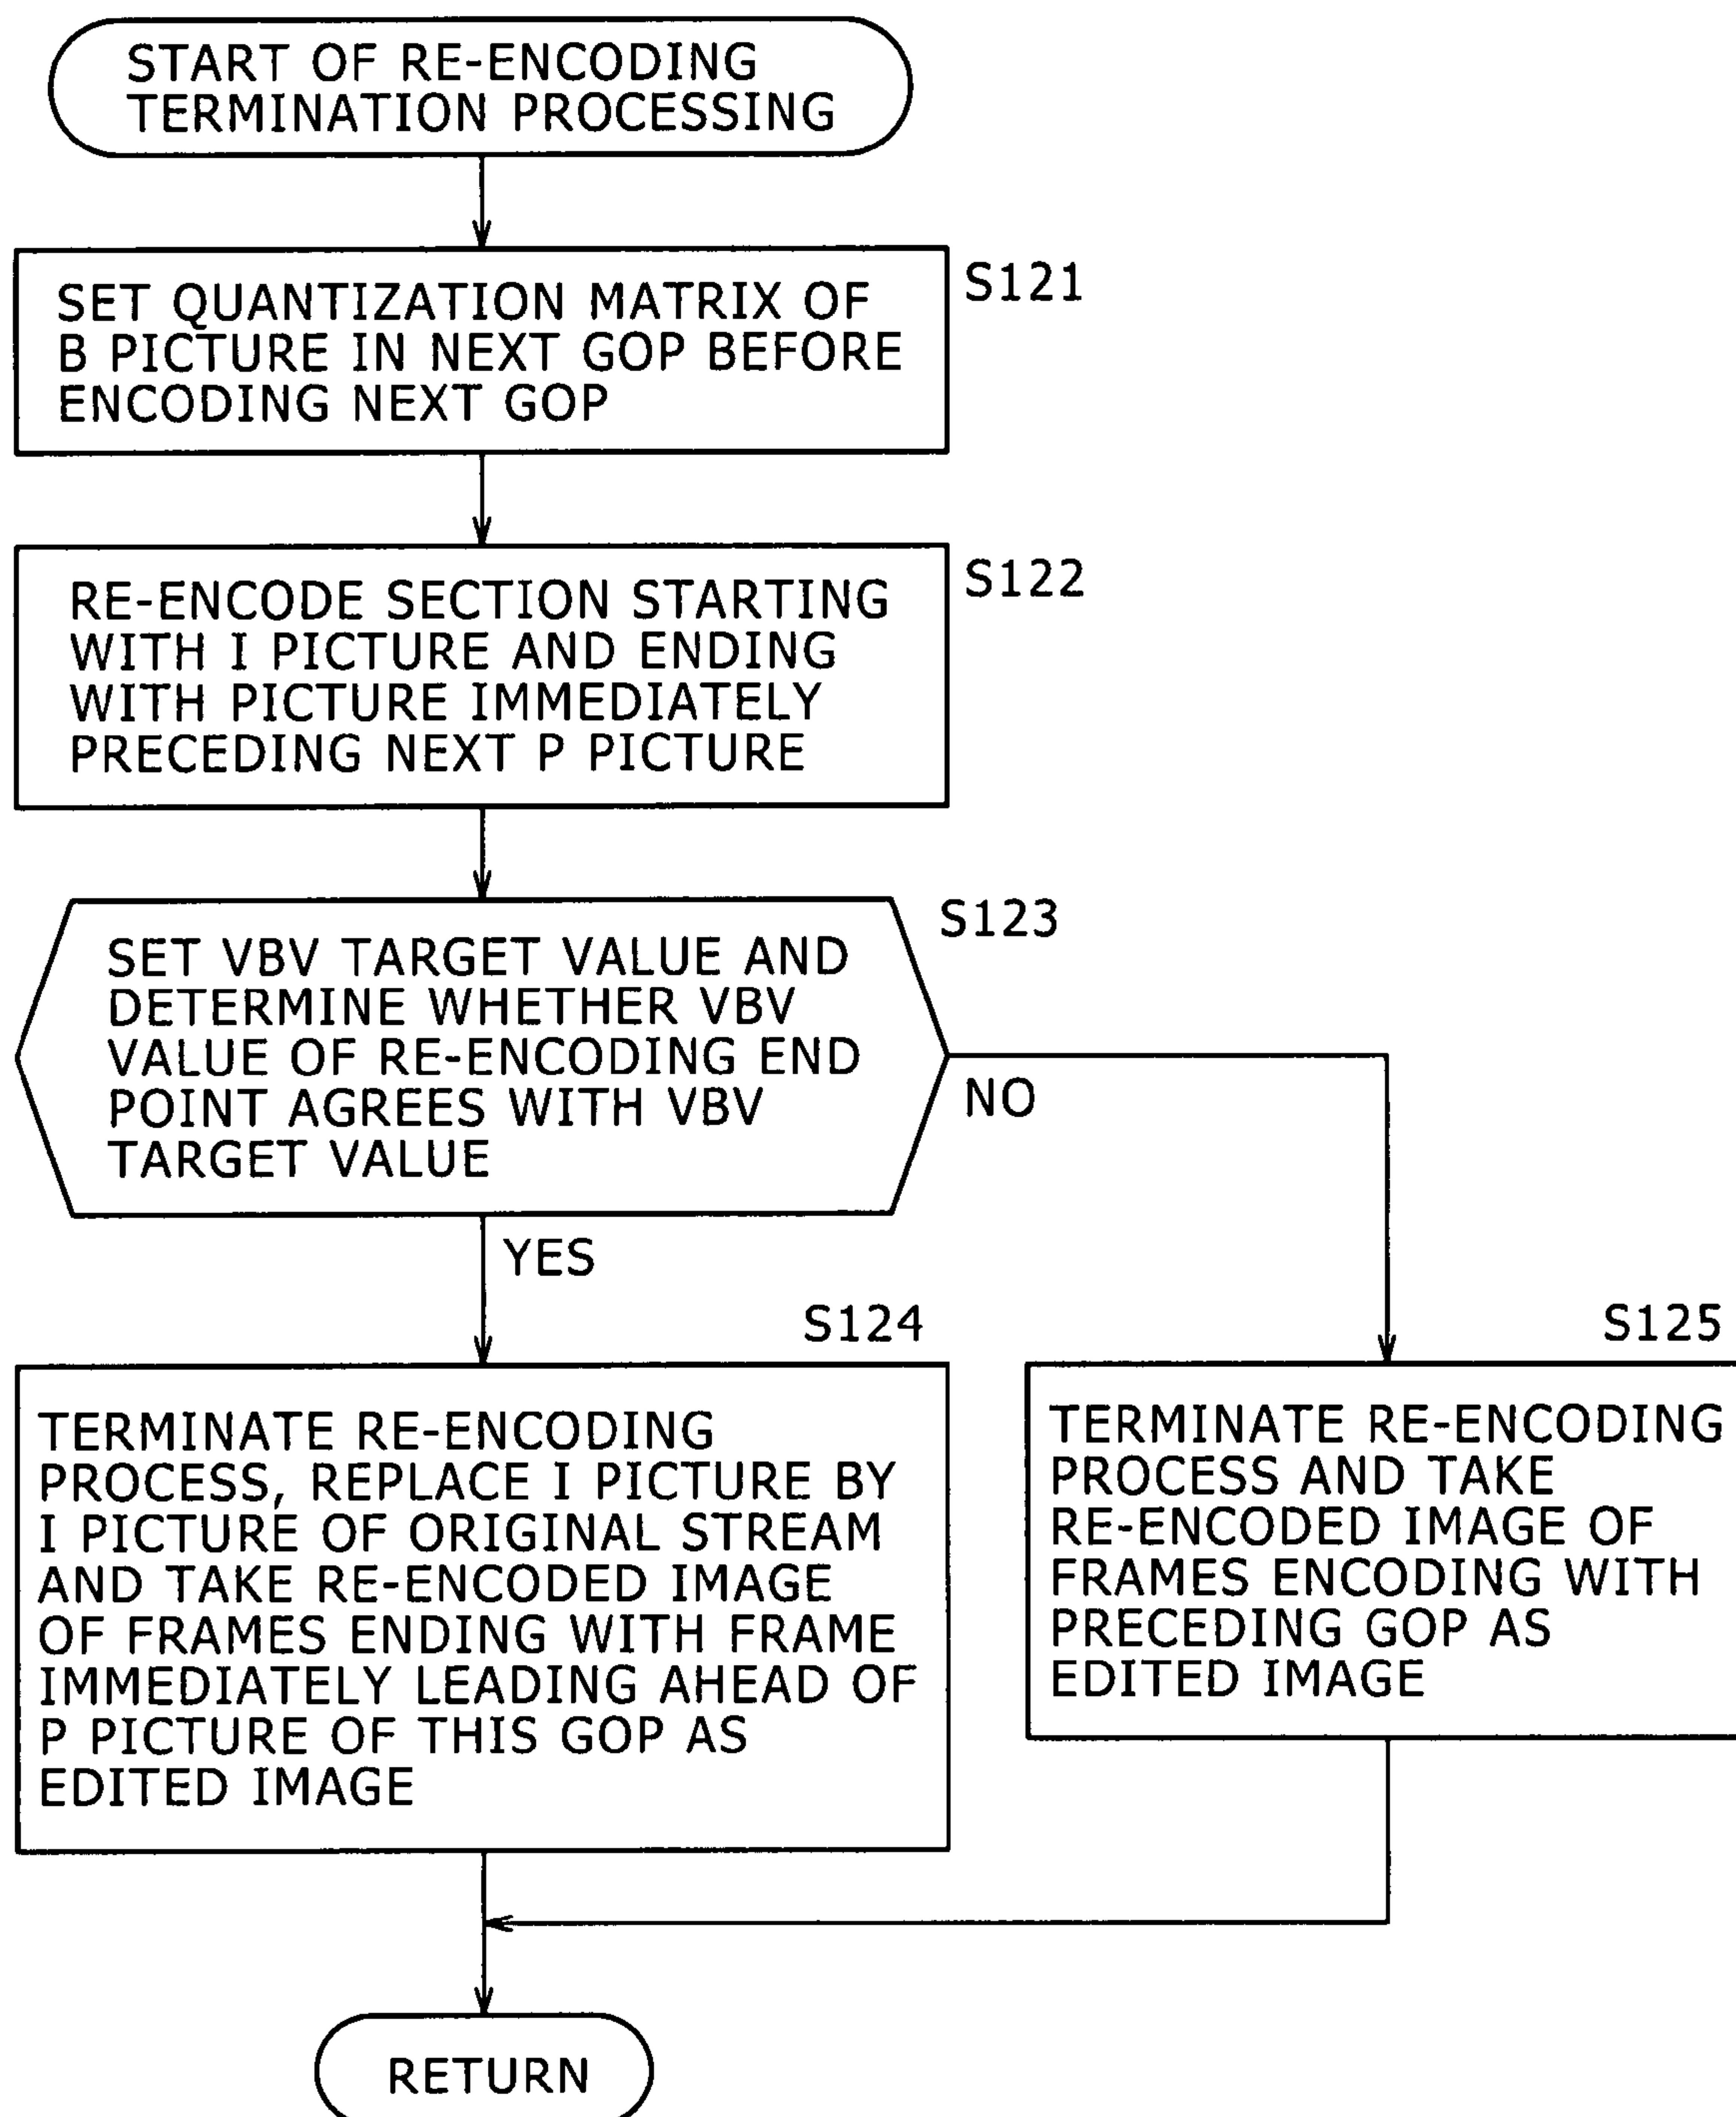 START OF RE-ENCODING
TERMINATION PROCESSING
S121
SET QUANTIZATION MATRIX OF
B PICTURE IN NEXT GOP BEFORE
ENCODING NEXT GOP
S122
RE-ENCODE SECTION STARTING
WITH I PICTURE AND ENDING
WITH PICTURE IMMEDIATELY
PRECEDING NEXT P PICTURE
S123
SET VBV TARGET VALUE AND
DETERMINE WHETHER VBV
VALUE OF RE-ENCODING END
POINT AGREES WITH VBV
TARGET VALUE
NO
YES
S124
TERMINATE RE-ENCODING
PROCESS, REPLACE I PICTURE BY
I PICTURE OF ORIGINAL STREAM
AND TAKE RE-ENCODED IMAGE
OF FRAMES ENDING WITH FRAME
IMMEDIATELY LEADING AHEAD OF
P PICTURE OF THIS GOP AS
EDITED IMAGE
S125
TERMINATE RE-ENCODING
PROCESS AND TAKE
RE-ENCODED IMAGE OF
FRAMES ENCODING WITH
PRECEDING GOP AS
EDITED IMAGE
RETURN